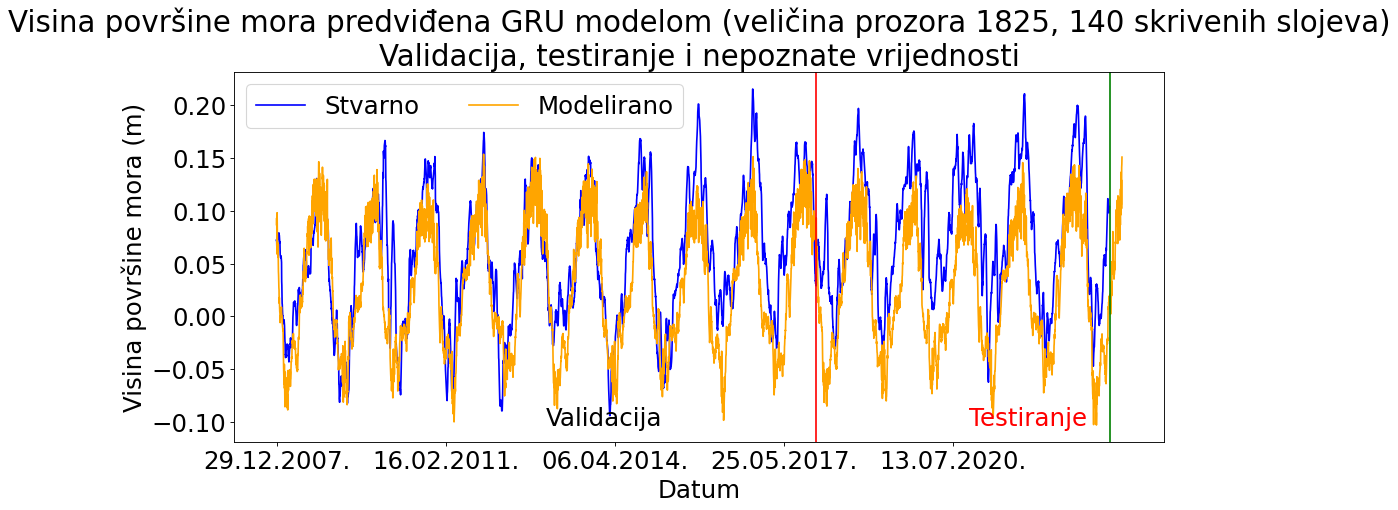 Visina površine mora predviđena GRU modelom (veličina prozora 1825, 140 skrivenih slojeva)
Validacija, testiranje i nepoznate vrijednosti
Stvarno
Modelirano
Visina površine mora (m)
0.20
0.15
0.10
0.05
0.00
−0.05
−0.10
Validacija
Testiranje
29.12.2007.
16.02.2011.
06.04.2014.
25.05.2017.
13.07.2020.
Datum